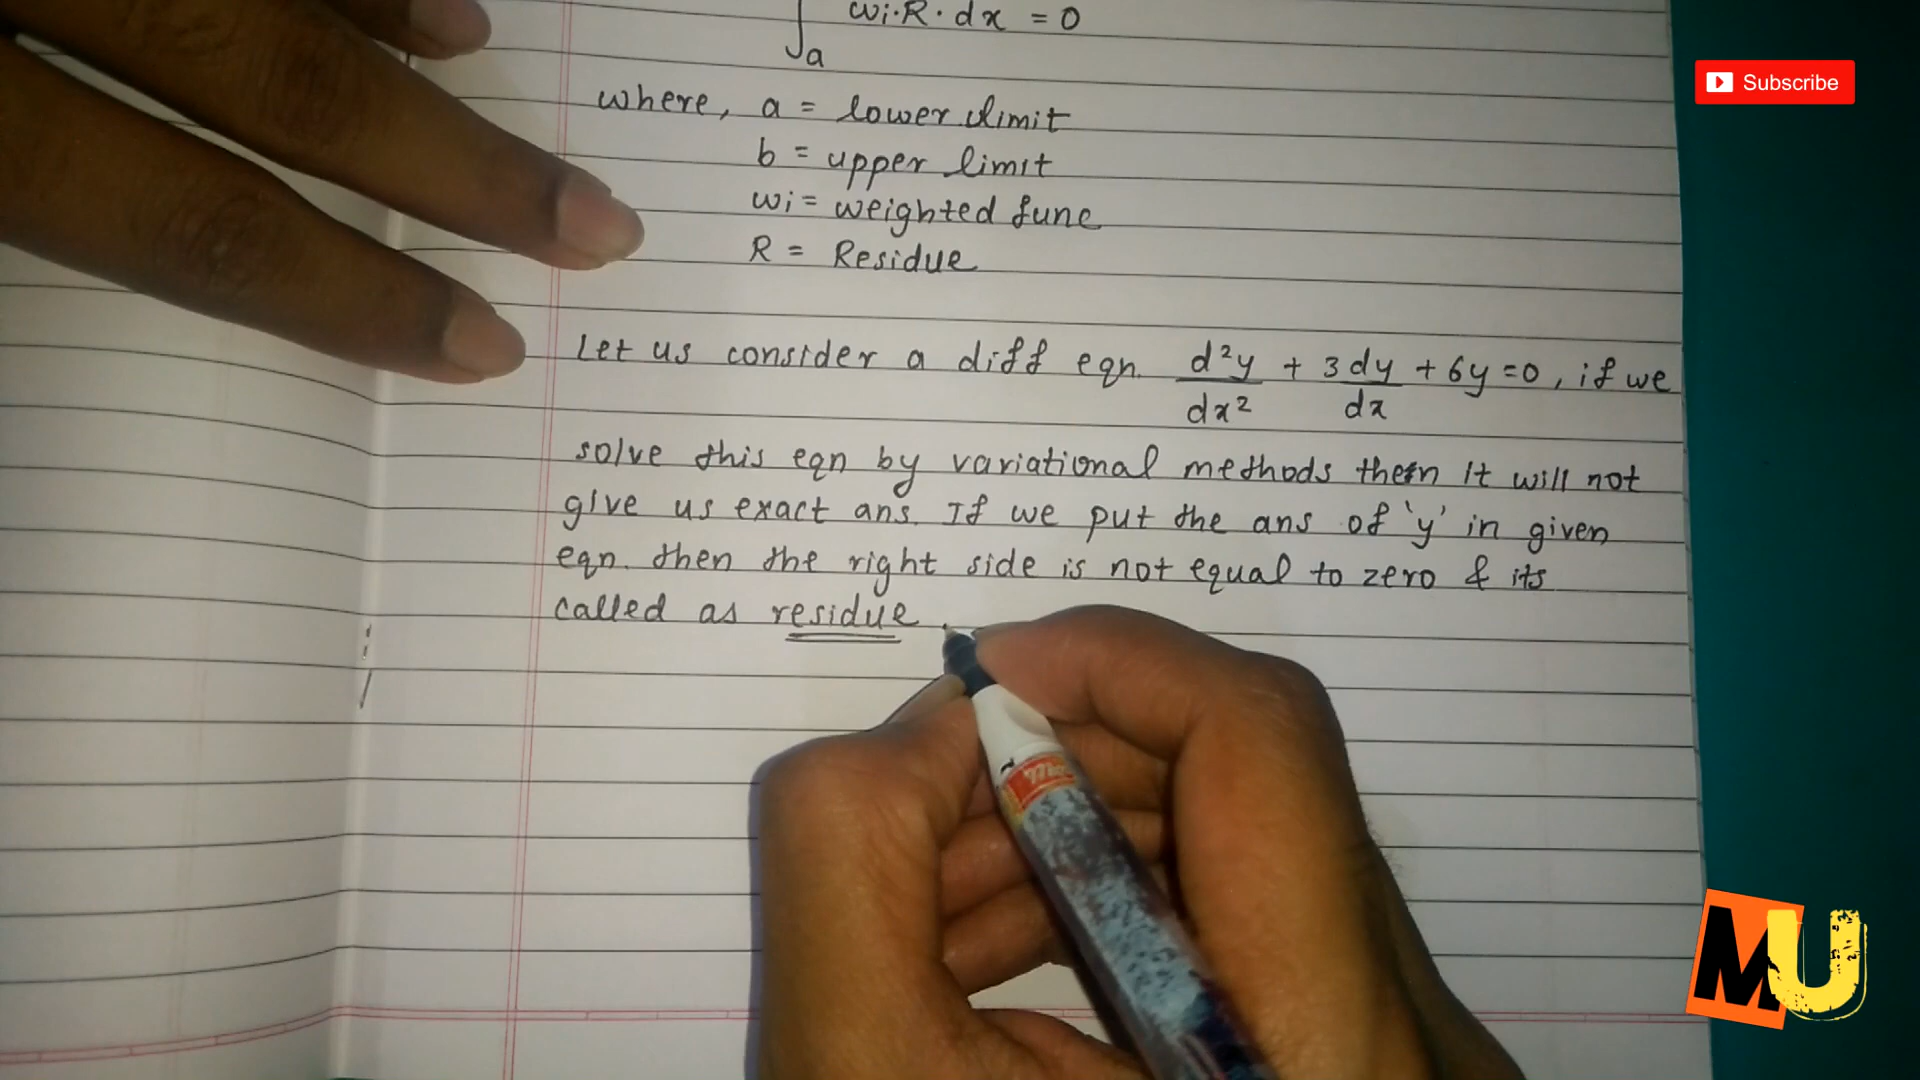 wi·R·dx = 0
∫a
where, a = lower limit
b = upper limit
wi = weighted func
R = Residue
Let us consider a diff eqn. d²y/dx² + 3dy/dx + 6y=0, if we
solve this eqn by variational methods then it will not
give us exact ans. If we put the ans of 'y' in given
eqn. then the right side is not equal to zero & its
called as residue.
Subscribe
MU